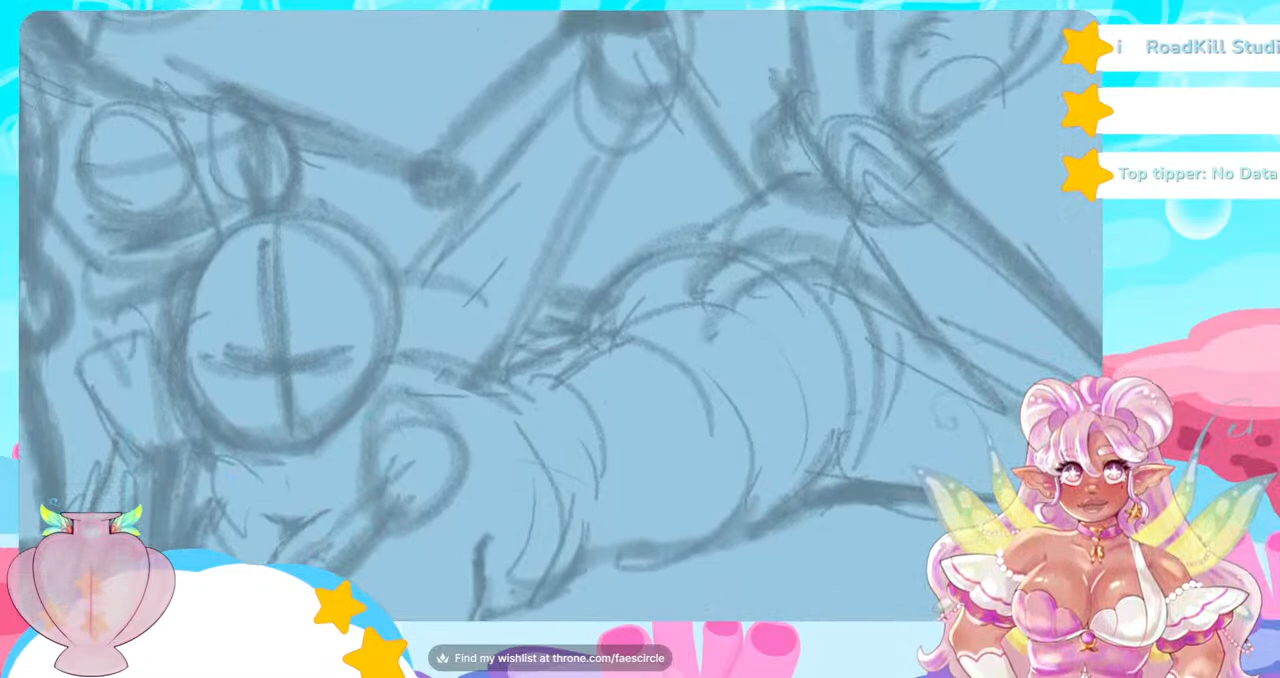 i RoadKill Studi
Top tipper: No Data
Find my wishlist at throne.com/faescircle